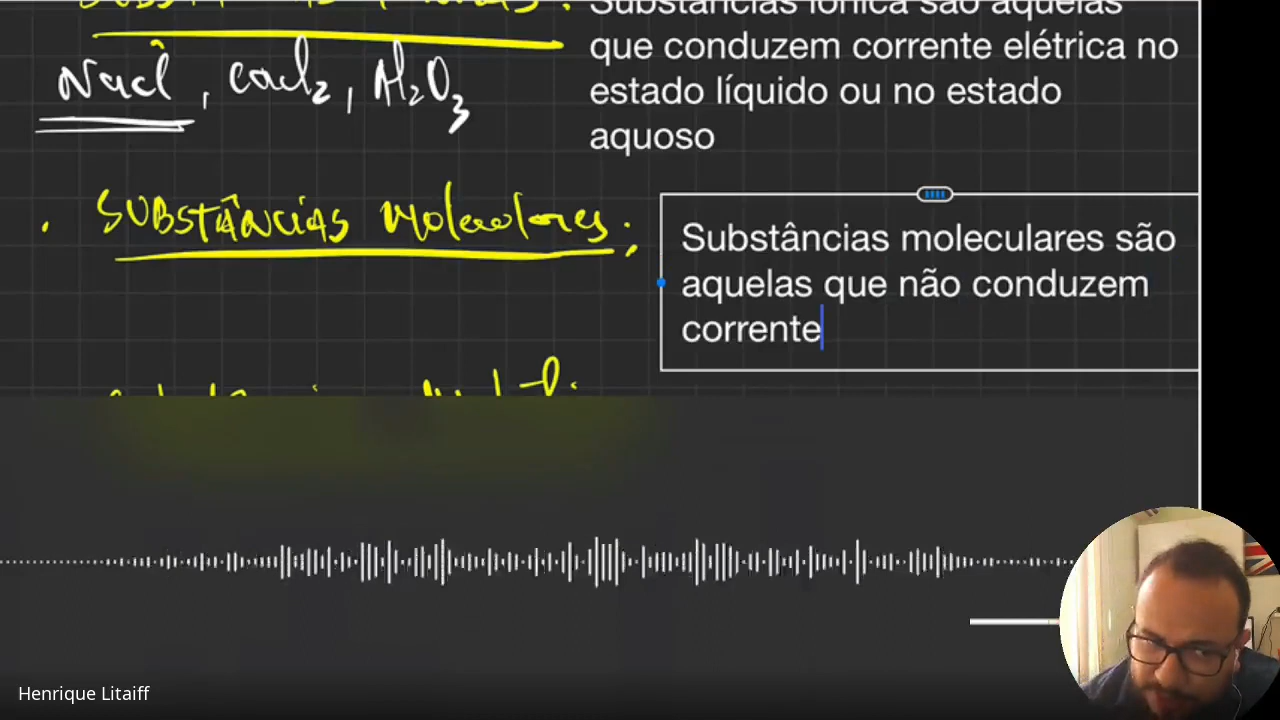 Substâncias iônica são aquelas
que conduzem corrente elétrica no
estado líquido ou no estado
aquoso
NaCl, CaCl2, Al2O3
. SUBSTÂNCIAS Moleculares:
Substâncias moleculares são
aquelas que não conduzem
corrente
Henrique Litaiff